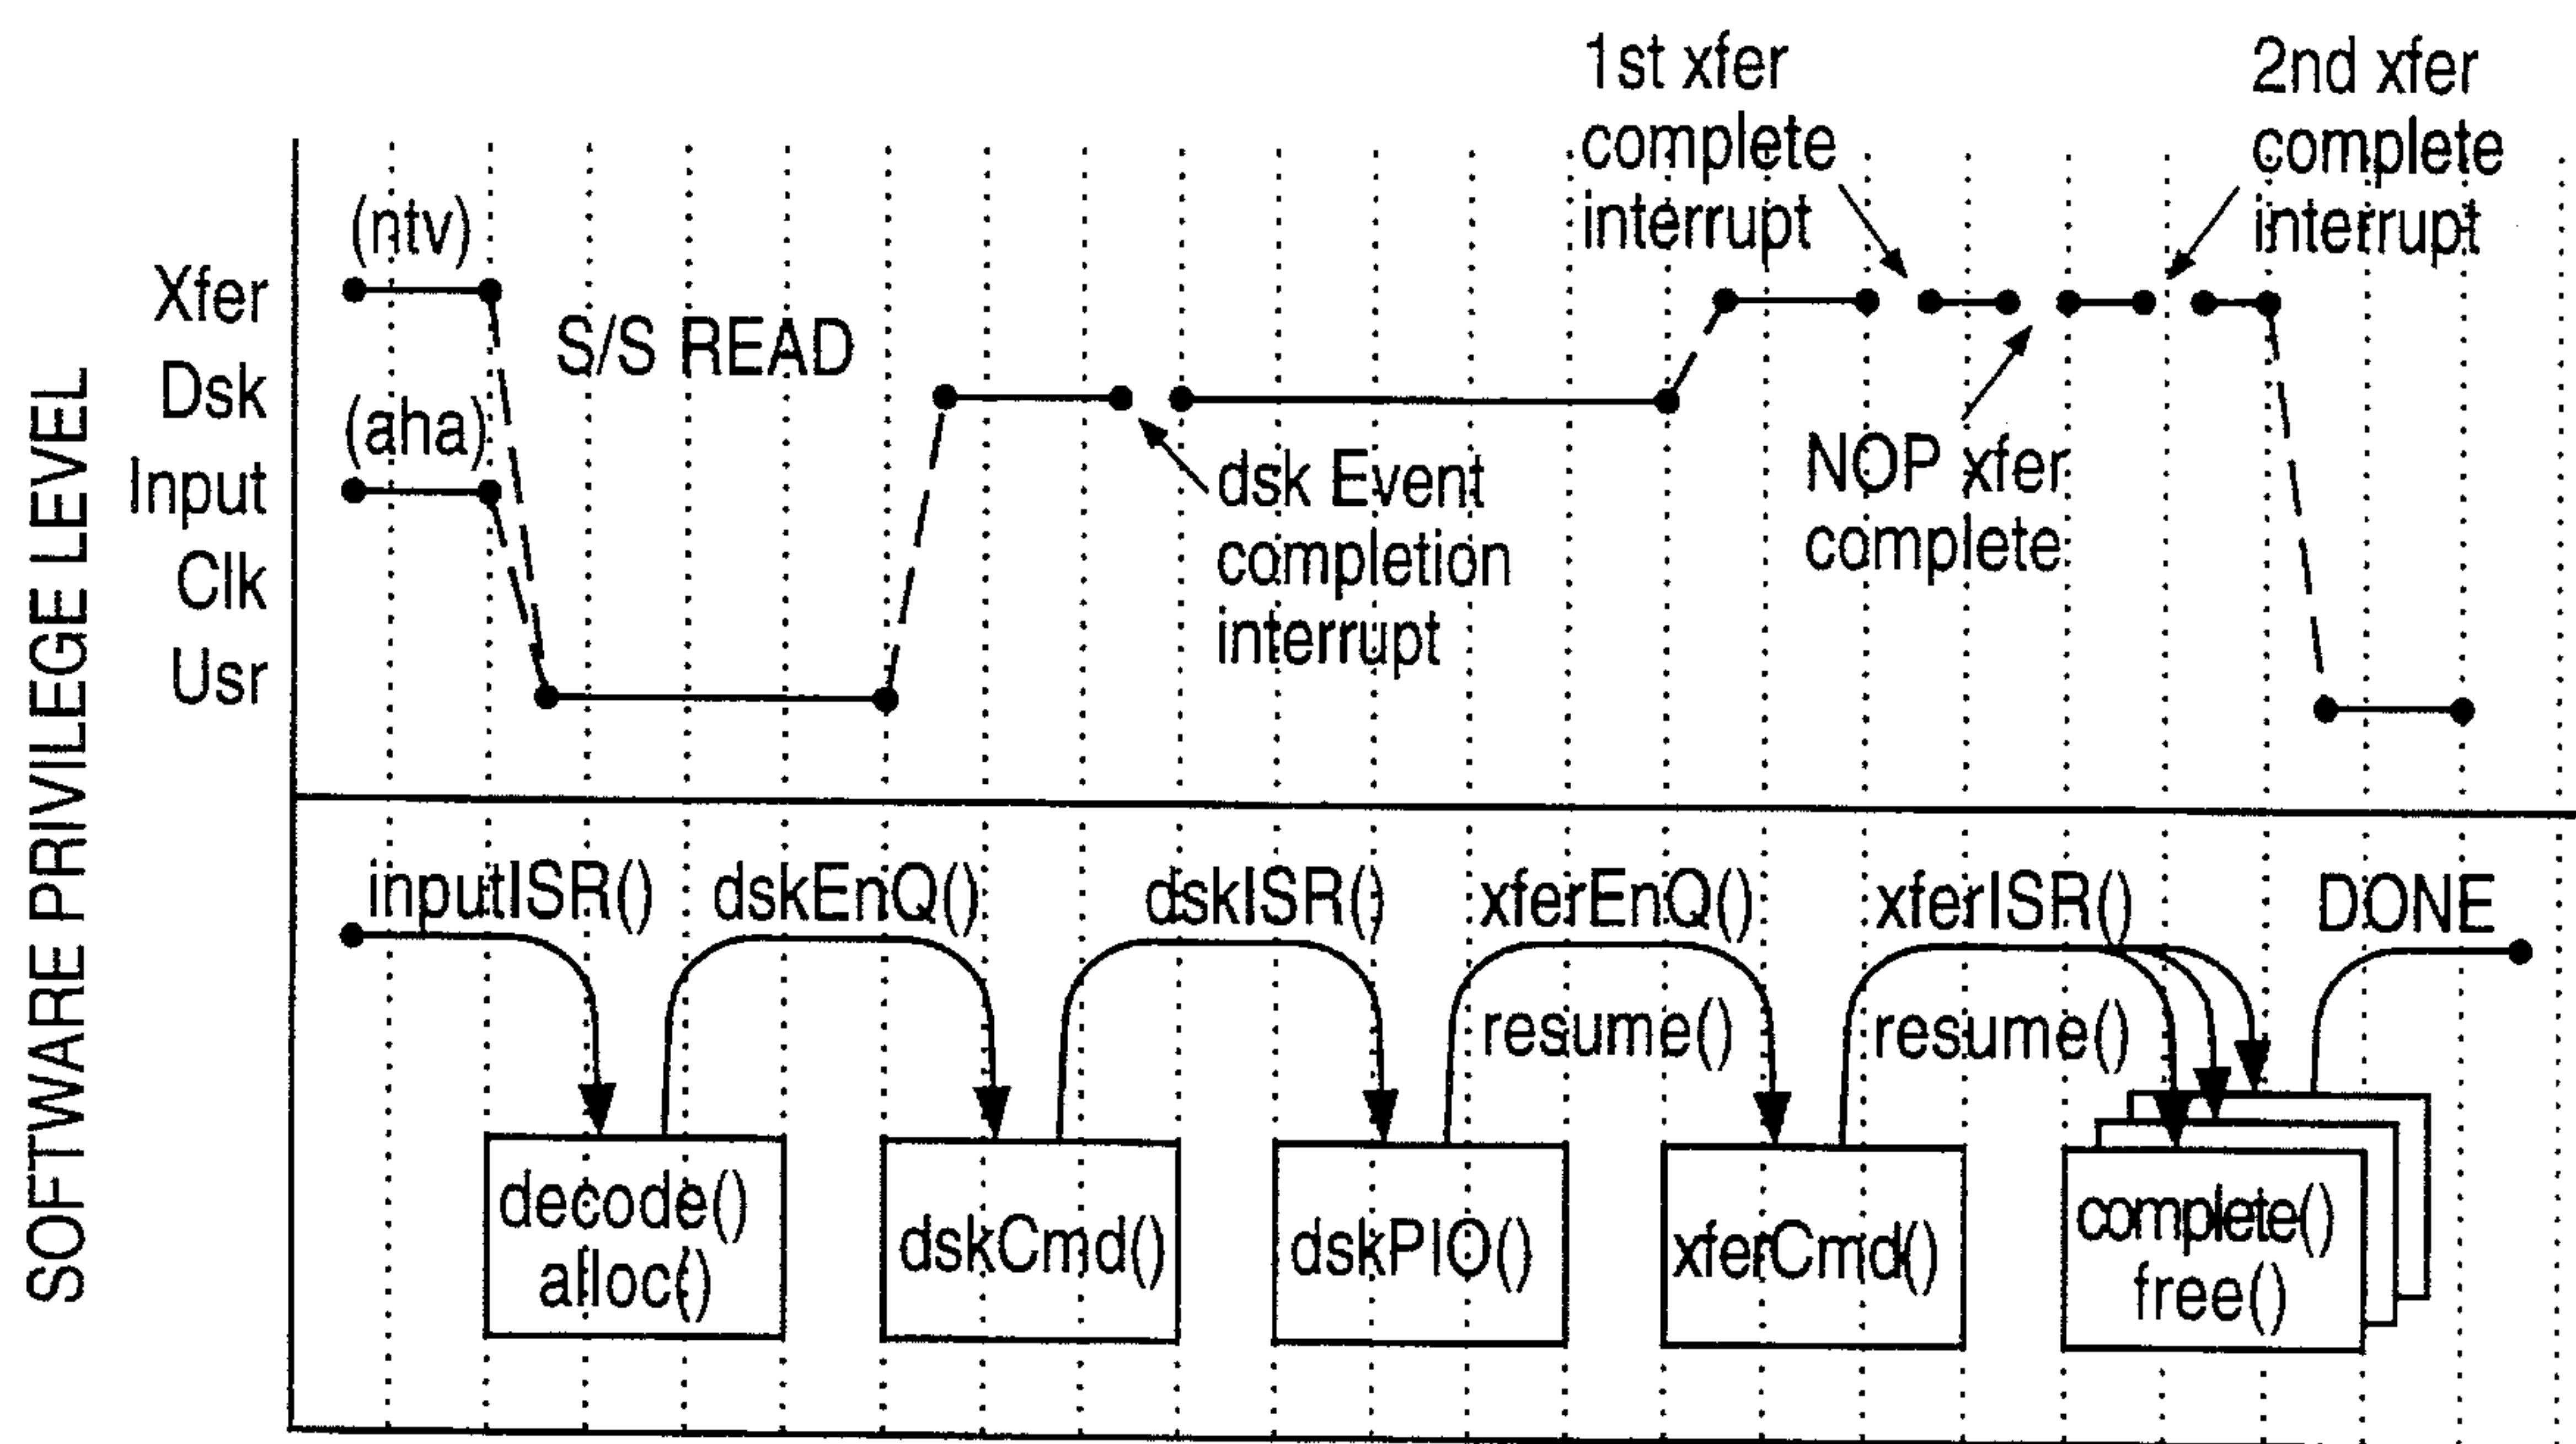 1st xfer
complete
interrupt
2nd xfer
complete
interrupt
(ntv)
Xfer
S/S READ
Dsk
(aha)
Input
dsk Event
completion
interrupt
NOP xfer
complete
Clk
Usr
SOFTWARE PRIVILEGE LEVEL
inputISR()
dskEnQ()
dskISR()
xferEnQ()
xferISR()
DONE
resume()
resume()
decode()
alloc()
dskCmd()
dskPIO()
xferCmd()
complete()
free()